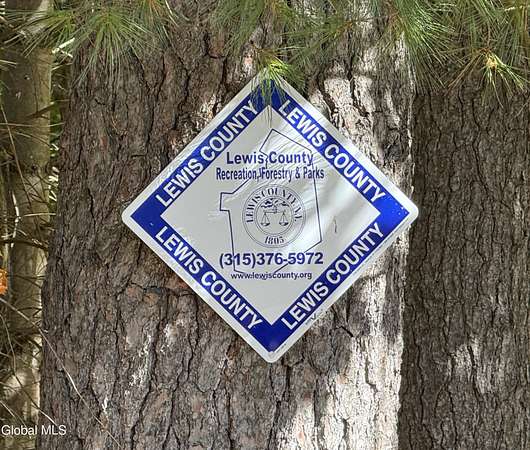 LEWIS COUNTY
LEWIS COUNTY
Lewis County
Recreation, Forestry & Parks
LEWIS COUNTY N.Y.
1805
(315)376-5972
www.lewiscounty.org
LEWIS COUNTY
LEWIS COUNTY
Global MLS